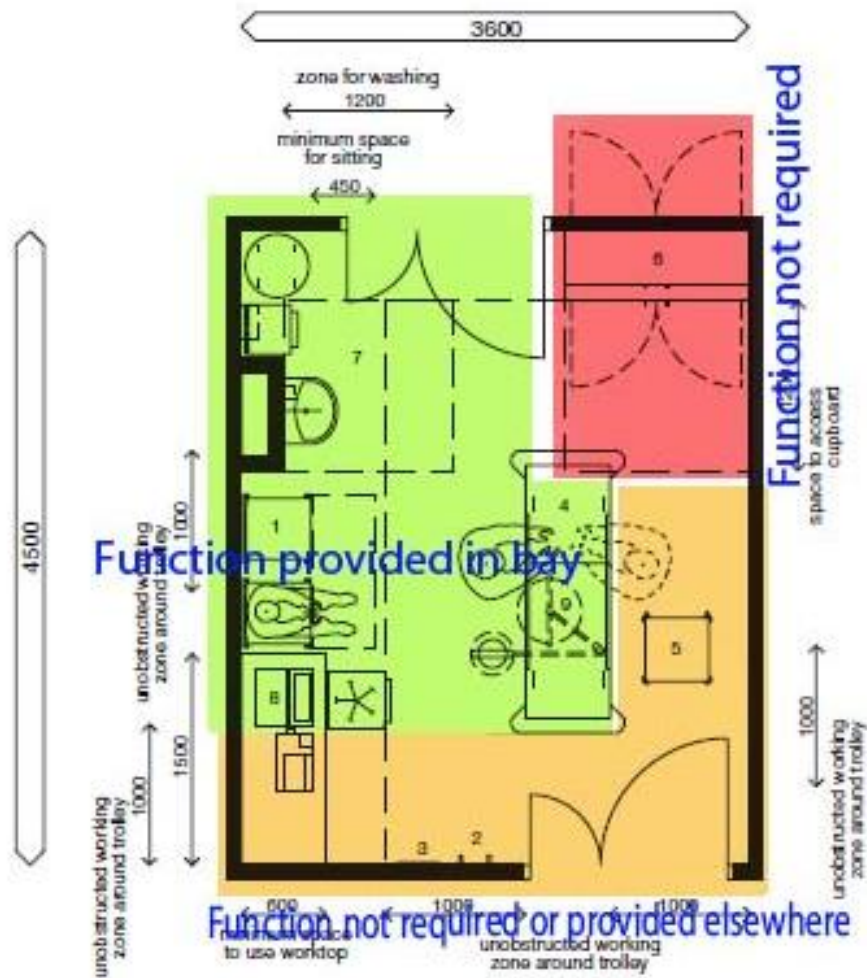 3600
zone for washing
1200
minimum space
for sitting
450
Function not required
6
7
space to access
cupboard
4500
1000
unobstructed working
zone around trolley
1
4
Function provided in bay
5
8
1500
1000
unobstructed working
zone around trolley
1000
unobstructed working
zone around trolley
3
2
600
1000
1000
Function not required or provided elsewhere
to use worktop
unobstructed working
zone around trolley